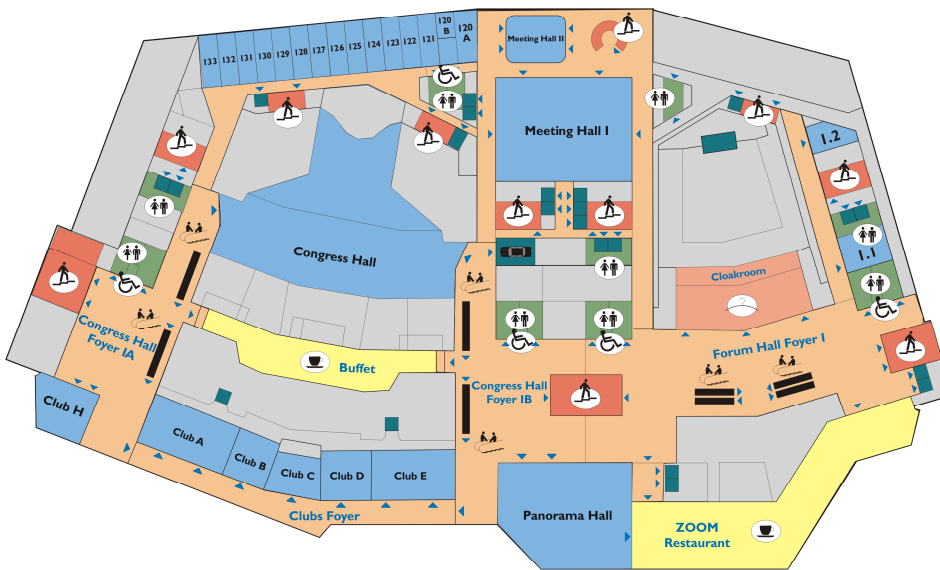 120
B
120
A
133
132
131
130
129
128
127
126
125
124
123
122
121
Meeting Hall II
Meeting Hall I
1.2
1.1
Congress Hall
Cloakroom
Congress Hall
Foyer IA
Buffet
Forum Hall Foyer I
Congress Hall
Foyer IB
Club H
Club A
Club B
Club C
Club D
Club E
Clubs Foyer
Panorama Hall
ZOOM
Restaurant